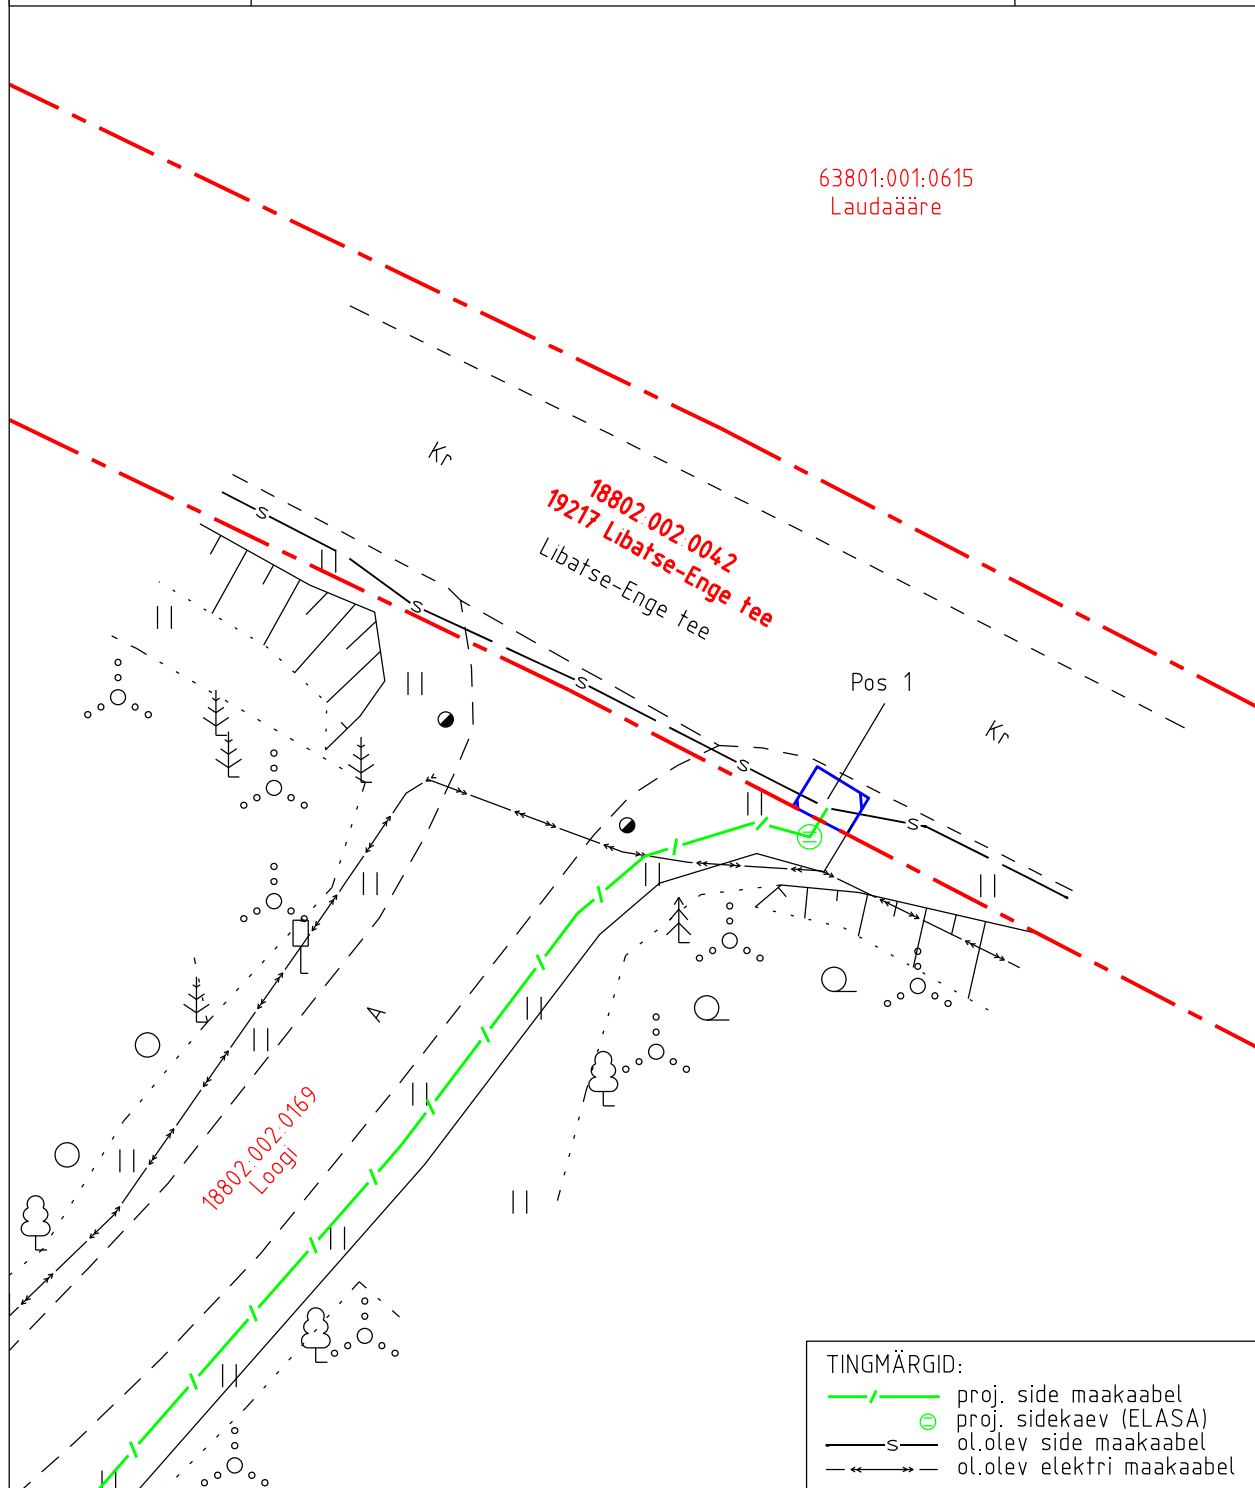 63801:001:0615
Laudaääre
Kr
18802:002:0042
19217 Libatse-Enge tee
Libatse-Enge tee
S
S
S
S
S
Pos 1
Kr
A
18802:002:0169
Loogi
TINGMÄRGID:
proj. side maakaabel
proj. sidekaev (ELASA)
S ol.olev side maakaabel
ol.olev elektri maakaabel